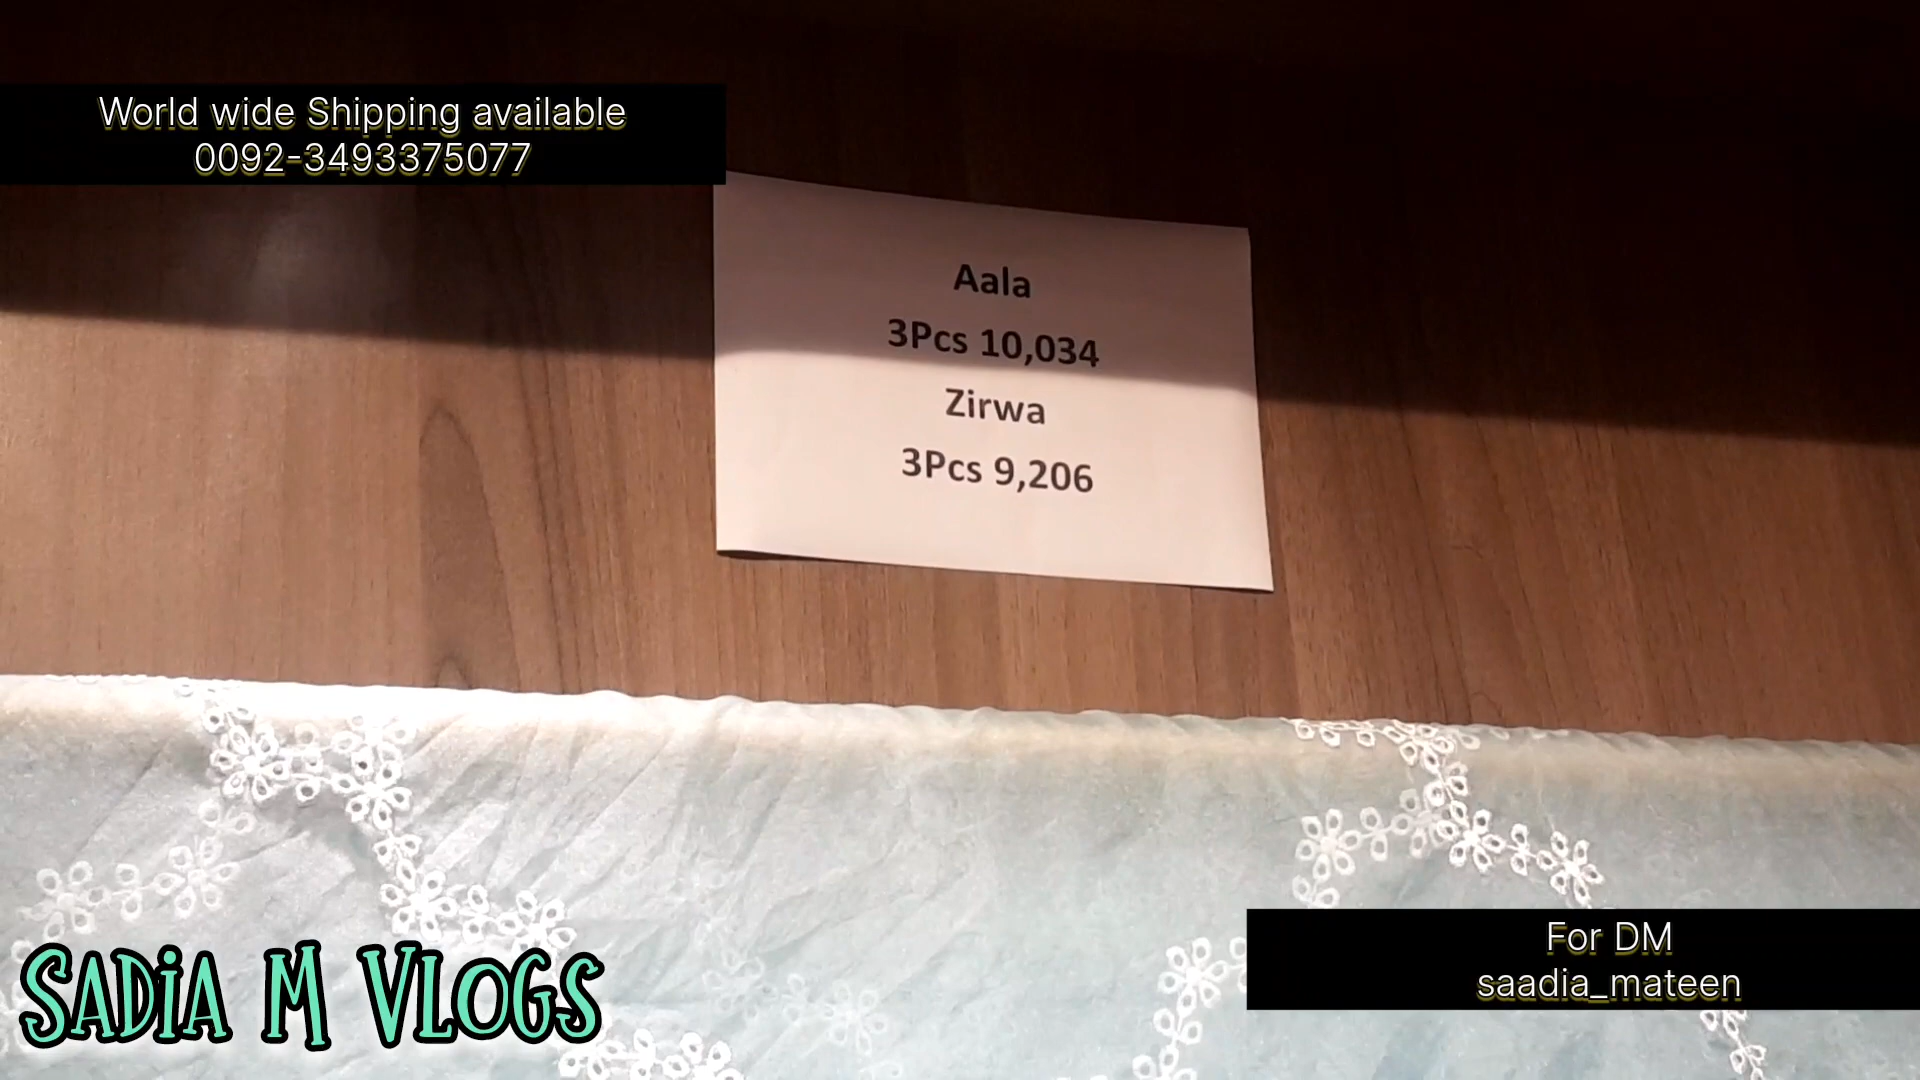 World wide Shipping available
0092-3493375077
Aala
3Pcs 10,034
Zirwa
3Pcs 9,206
For DM
saadia_mateen
SADiA M VLOGS